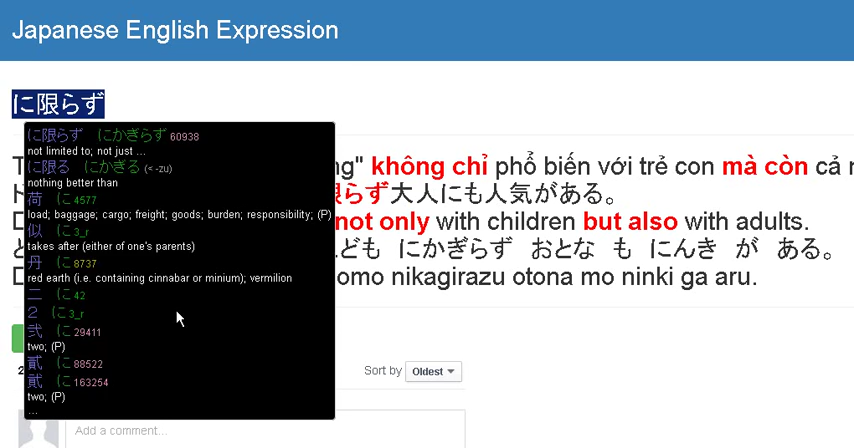 Japanese English Expression
に限らず
に限らず にかぎらず 60938
not limited to; not just ...
に限る にかぎる (< -zu)
nothing better than
荷 に 4577
load; baggage; cargo; freight; goods; burden; responsibility; (P)
似 に 3_r
takes after (either of one's parents)
丹 に 8737
red earth (i.e. containing cinnabar or minium); vermilion
二 に 42
２ に 3_r
弐 に 29411
two; (P)
貳 に 88522
貮 に 163254
two; (P)
...
ng" không chỉ phổ biến với trẻ con mà còn cả
らず大人にも人気がある。
not only with children but also with adults.
ども にかぎらず おとな も にんき が ある。
omo nikagirazu otona mo ninki ga aru.
Sort by Oldest
Add a comment...